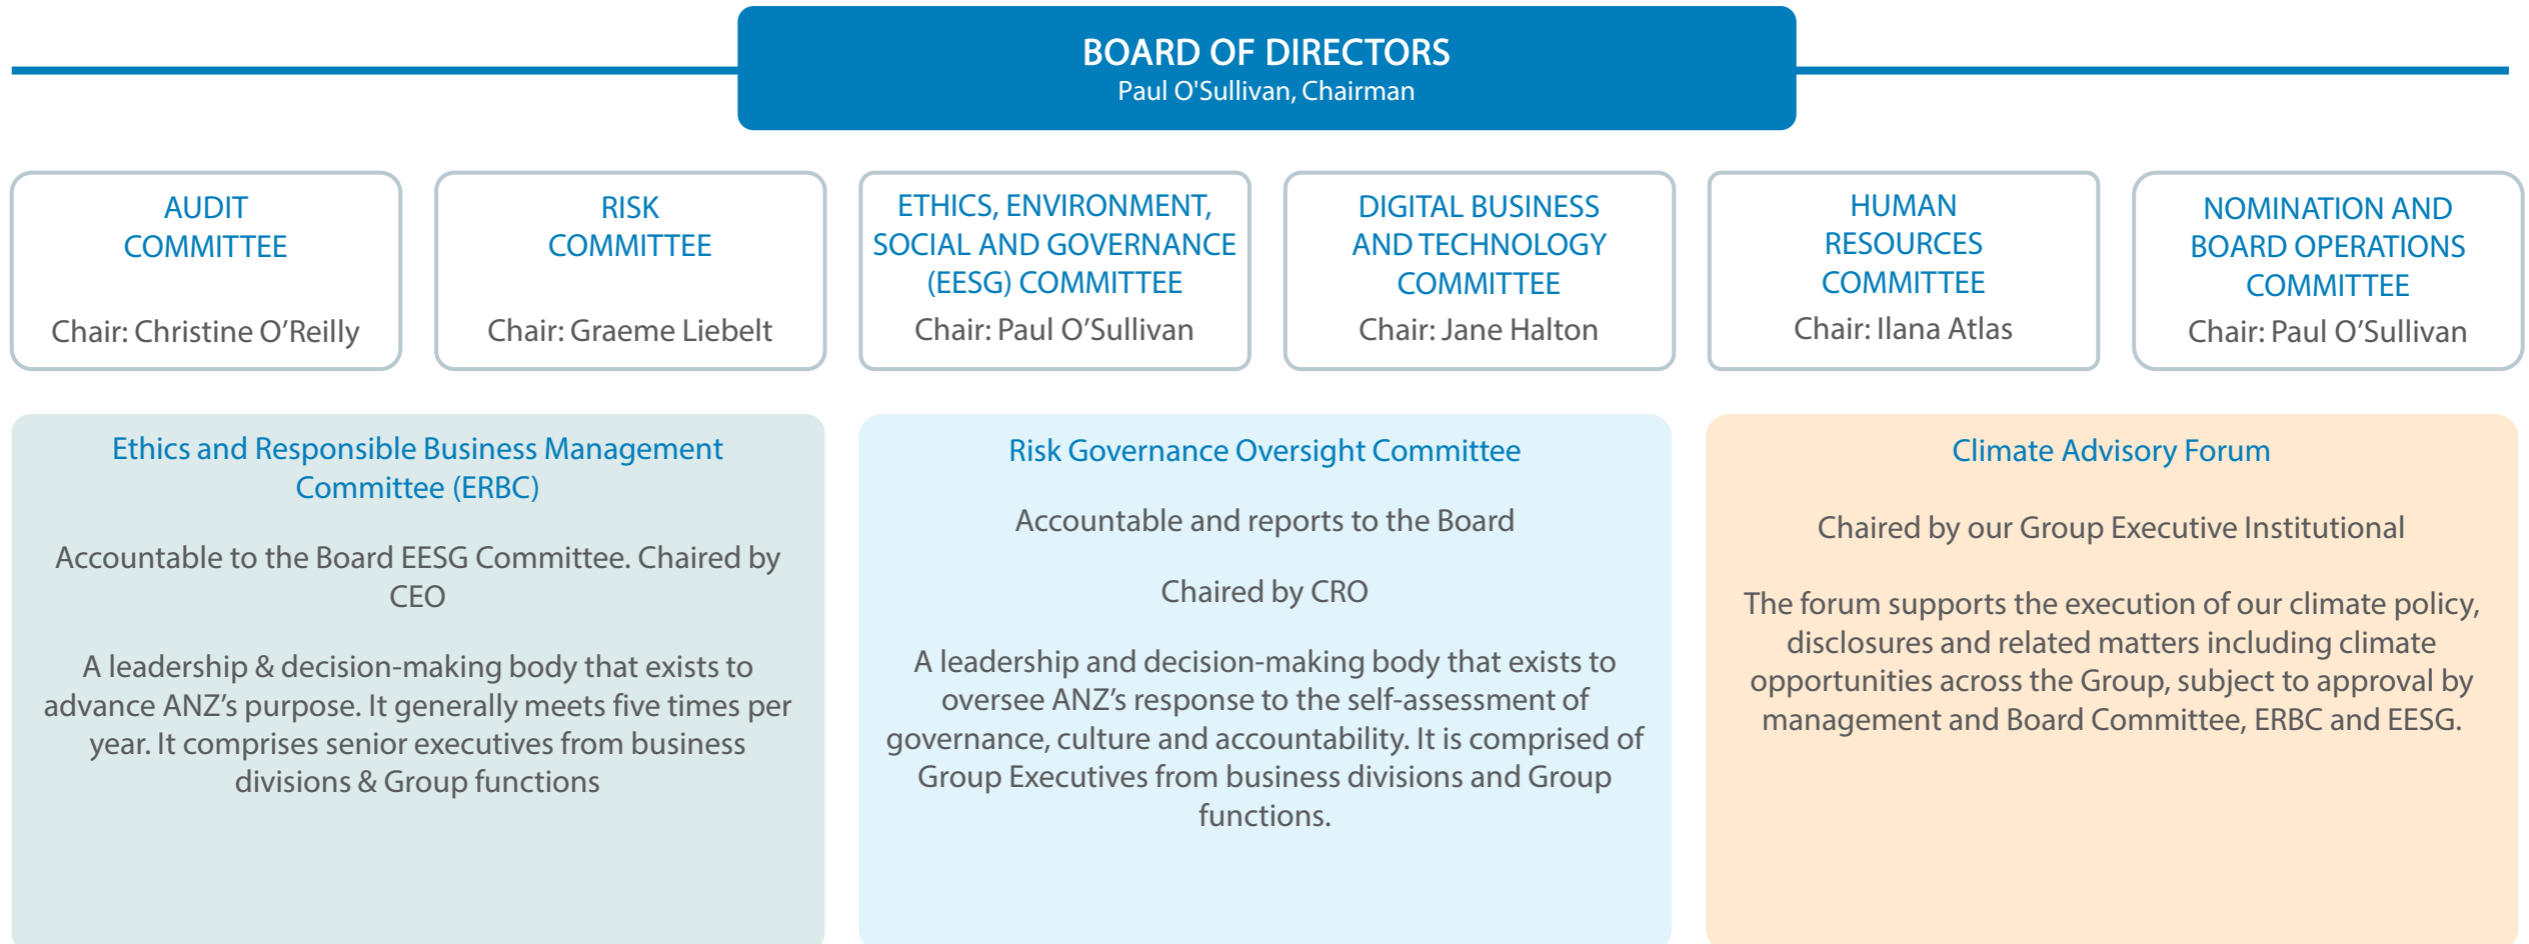 BOARD OF DIRECTORS
Paul O'Sullivan, Chairman
AUDIT
COMMITTEE
Chair: Christine O’Reilly
RISK
COMMITTEE
Chair: Graeme Liebelt
ETHICS, ENVIRONMENT,
SOCIAL AND GOVERNANCE
(EESG) COMMITTEE
Chair: Paul O’Sullivan
DIGITAL BUSINESS
AND TECHNOLOGY
COMMITTEE
Chair: Jane Halton
HUMAN
RESOURCES
COMMITTEE
Chair: Ilana Atlas
NOMINATION AND
BOARD OPERATIONS
COMMITTEE
Chair: Paul O’Sullivan
Ethics and Responsible Business Management
Committee (ERBC)
Accountable to the Board EESG Committee. Chaired by
CEO
A leadership & decision-making body that exists to
advance ANZ’s purpose. It generally meets five times per
year. It comprises senior executives from business
divisions & Group functions
Risk Governance Oversight Committee
Accountable and reports to the Board
Chaired by CRO
A leadership and decision-making body that exists to
oversee ANZ’s response to the self-assessment of
governance, culture and accountability. It is comprised of
Group Executives from business divisions and Group
functions.
Climate Advisory Forum
Chaired by our Group Executive Institutional
The forum supports the execution of our climate policy,
disclosures and related matters including climate
opportunities across the Group, subject to approval by
management and Board Committee, ERBC and EESG.